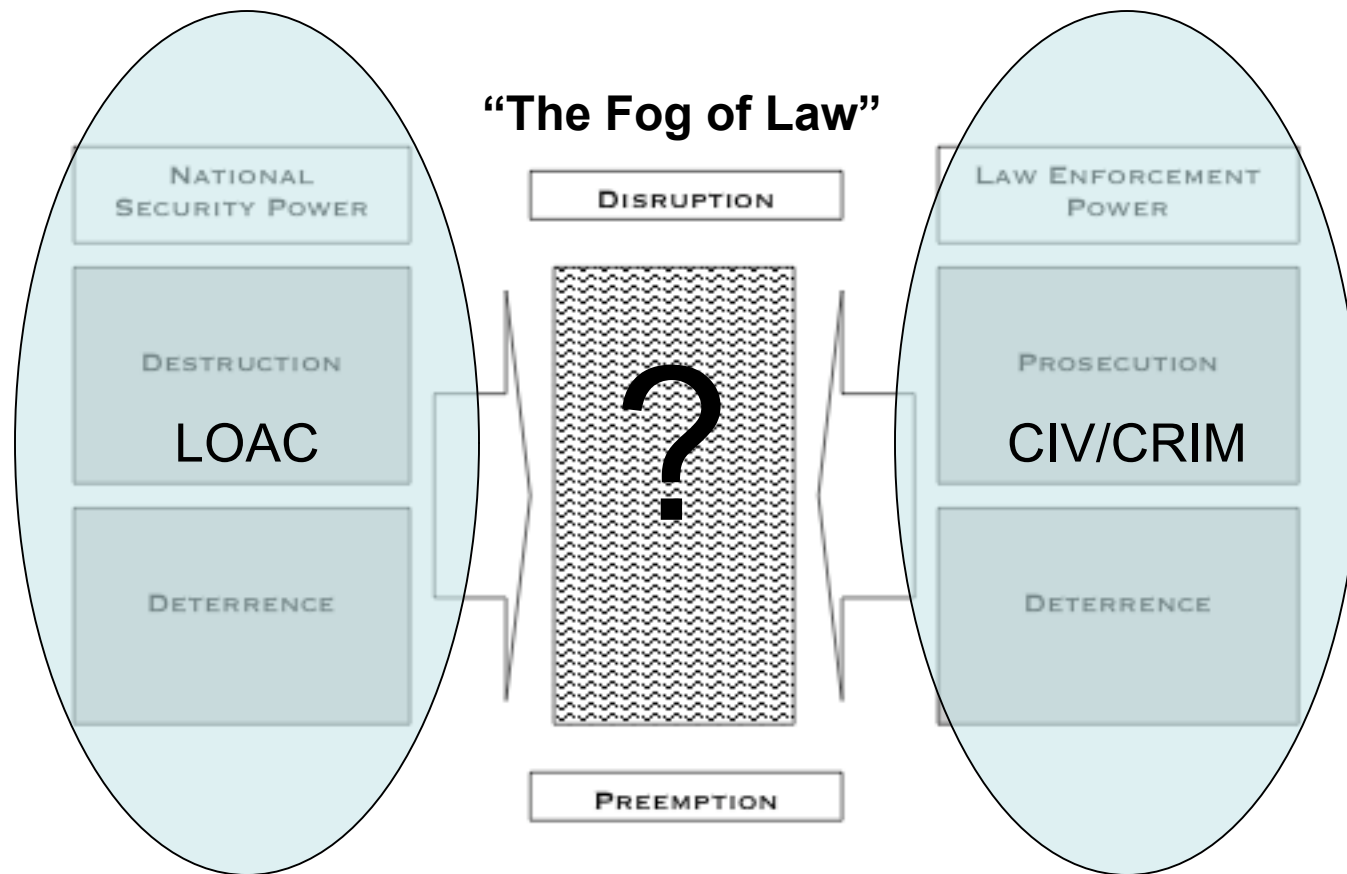 “The Fog of Law”
NATIONAL
SECURITY POWER
DESTRUCTION
LOAC
DETERRENCE
DISRUPTION
?
PREEMPTION
LAW ENFORCEMENT
POWER
PROSECUTION
CIV/CRIM
DETERRENCE